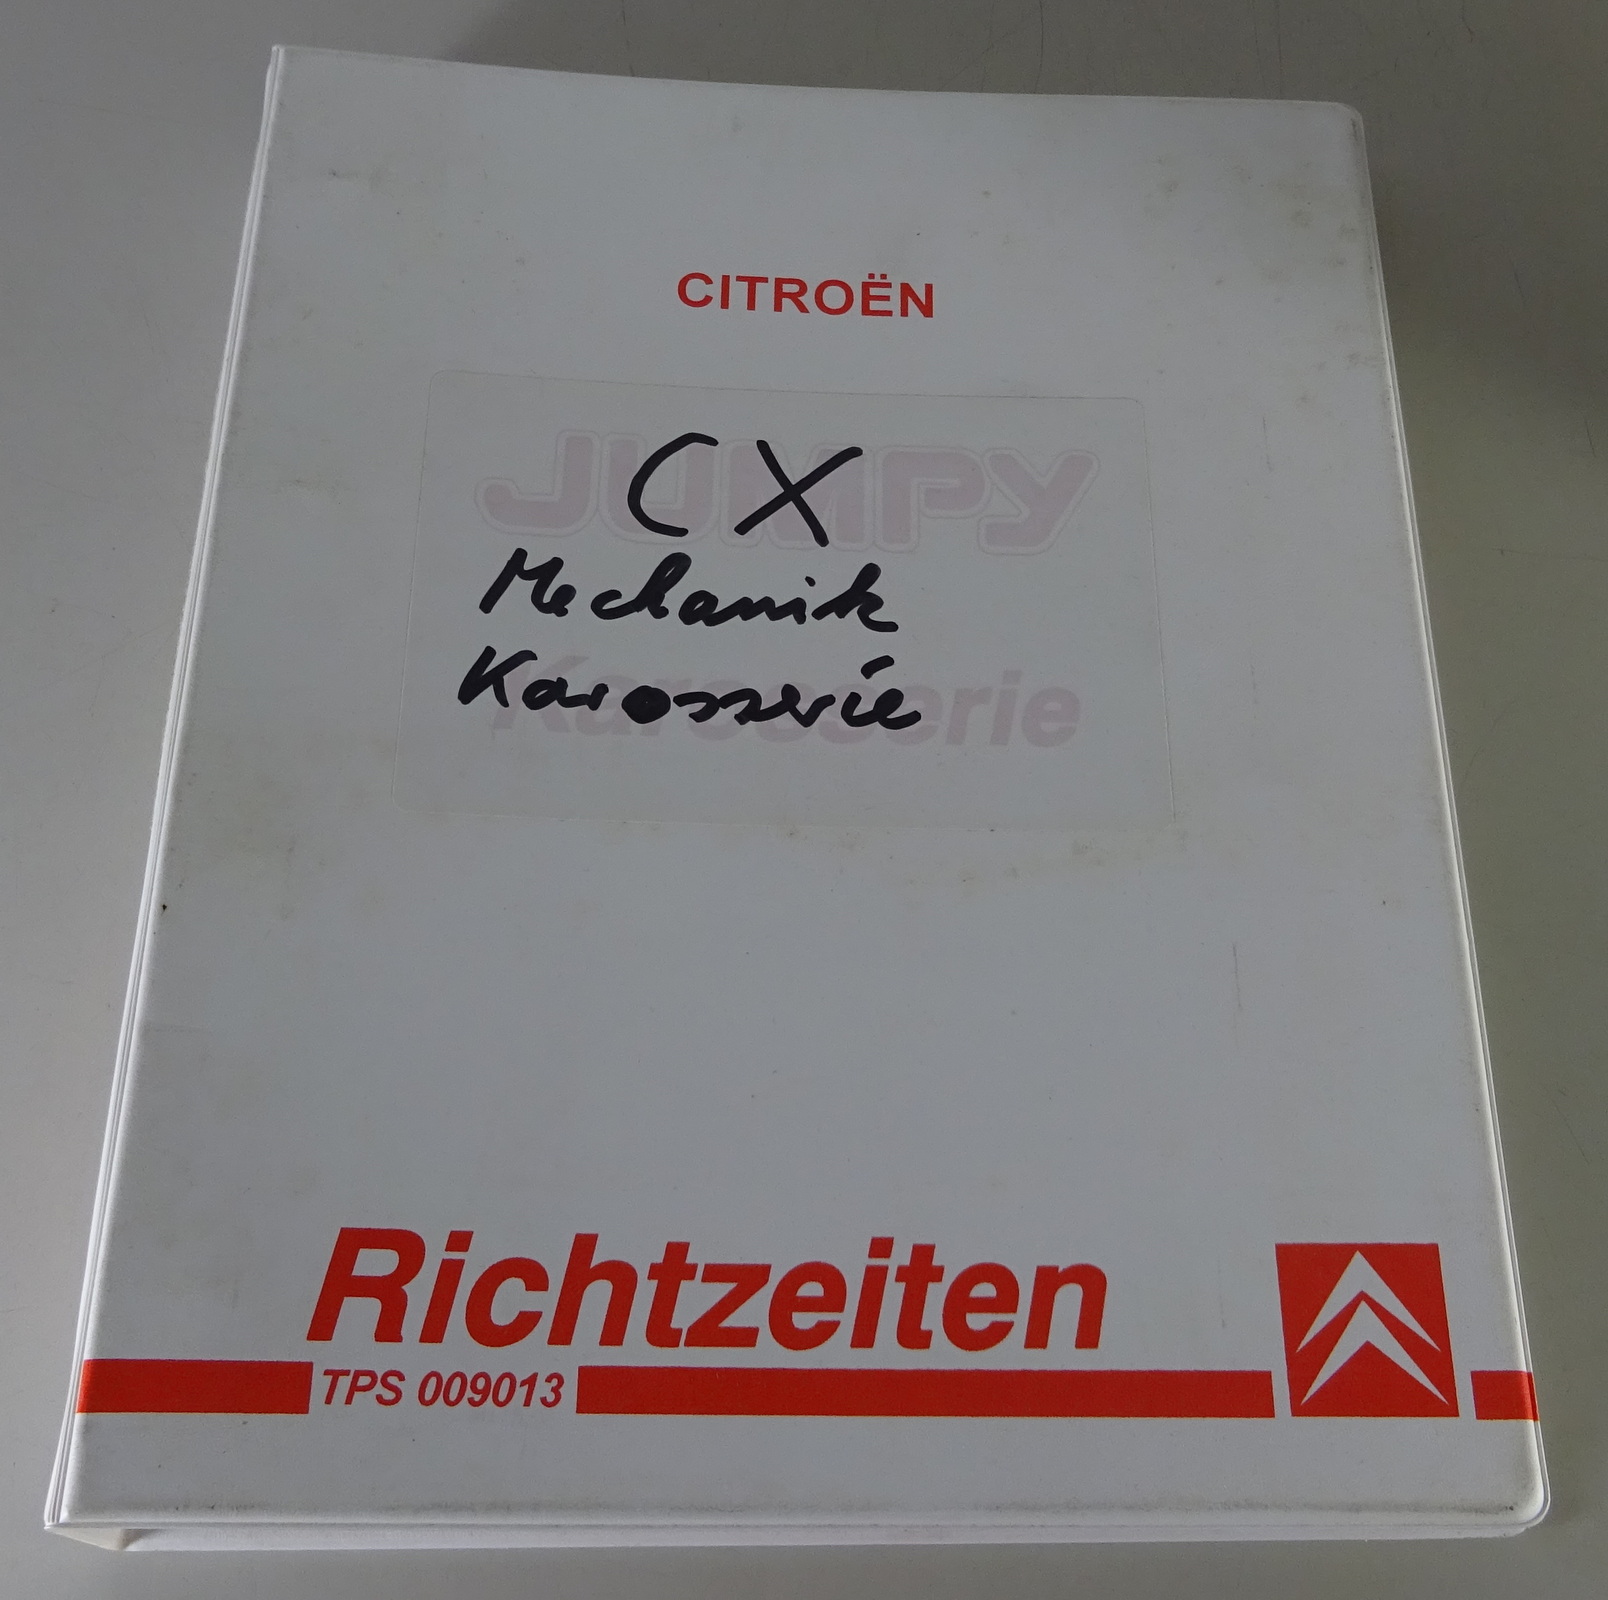 CITROËN
JUMPY
CX
Mechanik
Karosserie
Karosserie
Richtzeiten
TPS 009013